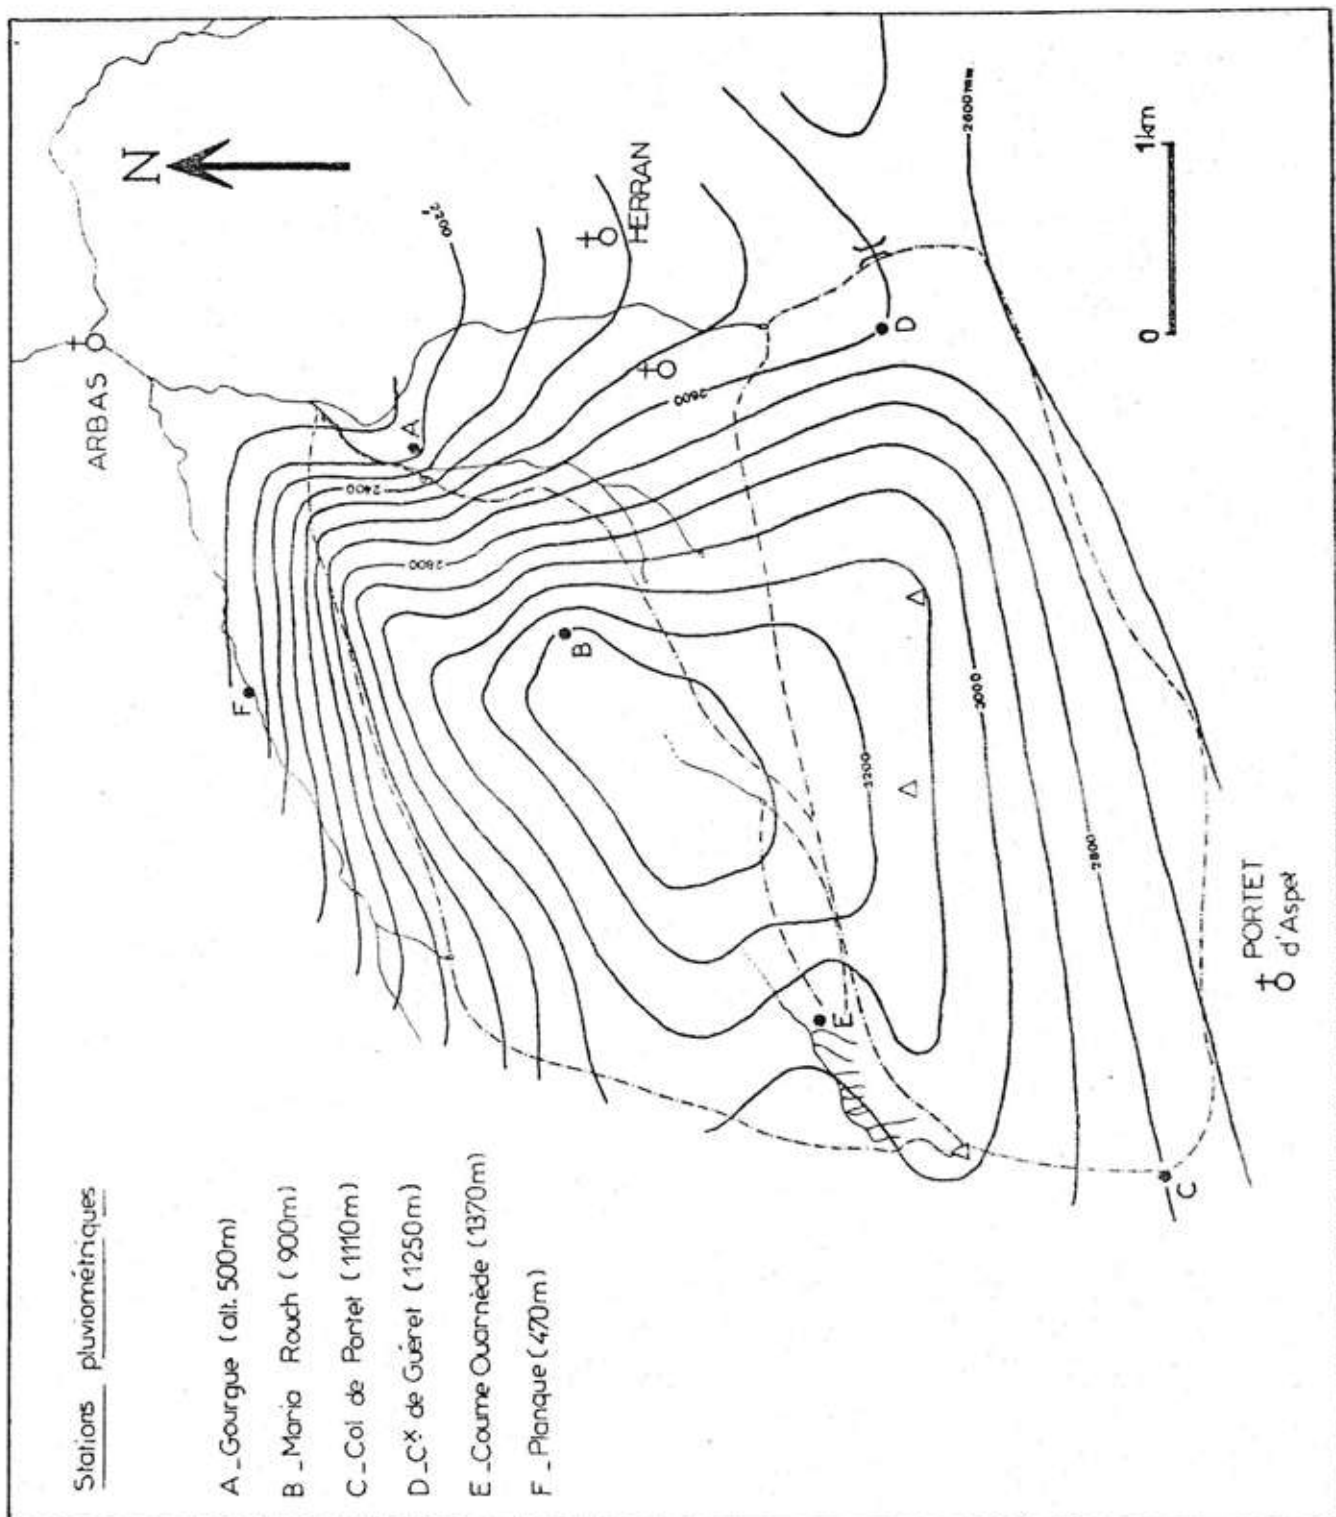 Stations pluviométriques
A_Gourgue (alt. 500m)
B_Maria Rouch (900m)
C_Col de Portet (1110m)
D_Cx de Guéret (1250m)
E_Coume Ouarnède (1370m)
F_Planque (470m)
N
ARBAS
HERRAN
PORTET
d'Aspet
A
B
C
D
E
F
2200
2400
2600
2800
2600mm
3000
3200
2800
0 1km